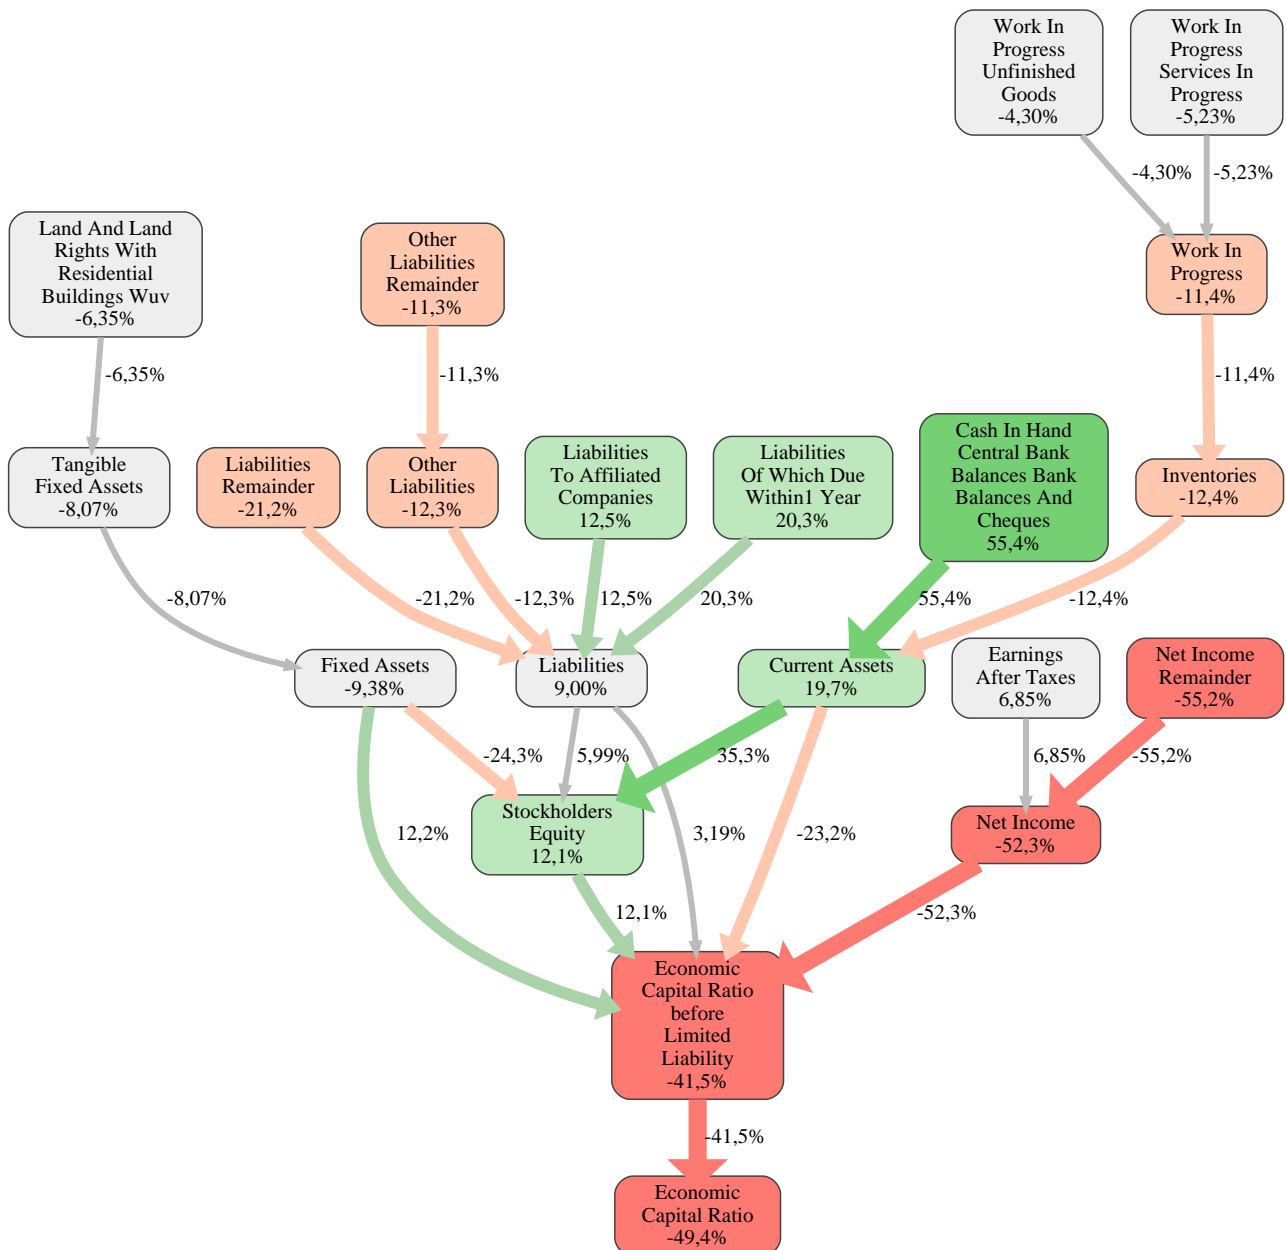 Work In
Progress
Unfinished
Goods
-4,30%
Work In
Progress
Services In
Progress
-5,23%
-4,30%
-5,23%
Land And Land
Rights With
Residential
Buildings Wuv
-6,35%
Other
Liabilities
Remainder
-11,3%
Work In
Progress
-11,4%
-6,35%
-11,3%
-11,4%
Tangible
Fixed Assets
-8,07%
Liabilities
Remainder
-21,2%
Other
Liabilities
-12,3%
Liabilities
To Affiliated
Companies
12,5%
Liabilities
Of Which Due
Within1 Year
20,3%
Cash In Hand
Central Bank
Balances Bank
Balances And
Cheques
55,4%
Inventories
-12,4%
-8,07%
-21,2%
-12,3%
12,5%
20,3%
55,4%
-12,4%
Fixed Assets
-9,38%
Liabilities
9,00%
Current Assets
19,7%
Earnings
After Taxes
6,85%
Net Income
Remainder
-55,2%
-24,3%
5,99%
35,3%
6,85%
-55,2%
Stockholders
Equity
12,1%
Net Income
-52,3%
12,2%
3,19%
-23,2%
12,1%
-52,3%
Economic
Capital Ratio
before
Limited
Liability
-41,5%
-41,5%
Economic
Capital Ratio
-49,4%